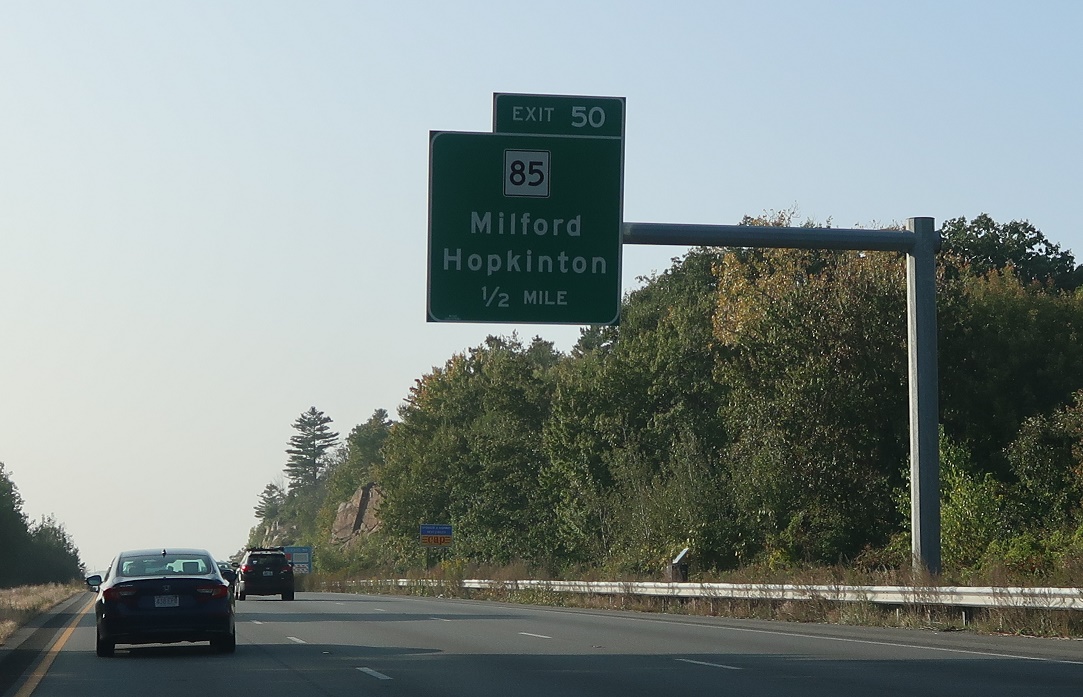 EXIT 50
85
Milford
Hopkinton
1/2 MILE